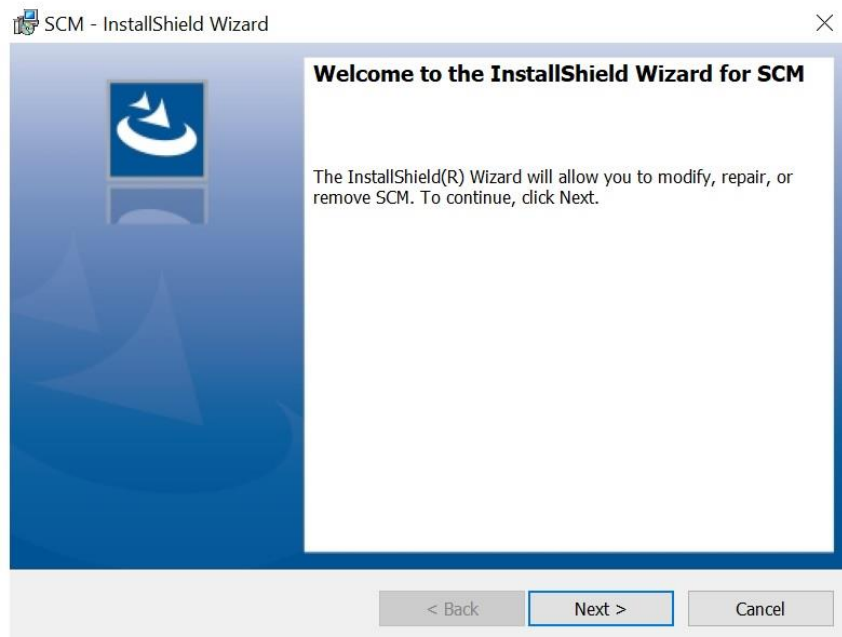 SCM - InstallShield Wizard
Welcome to the InstallShield Wizard for SCM
The InstallShield(R) Wizard will allow you to modify, repair, or
remove SCM. To continue, click Next.
< Back
Next >
Cancel